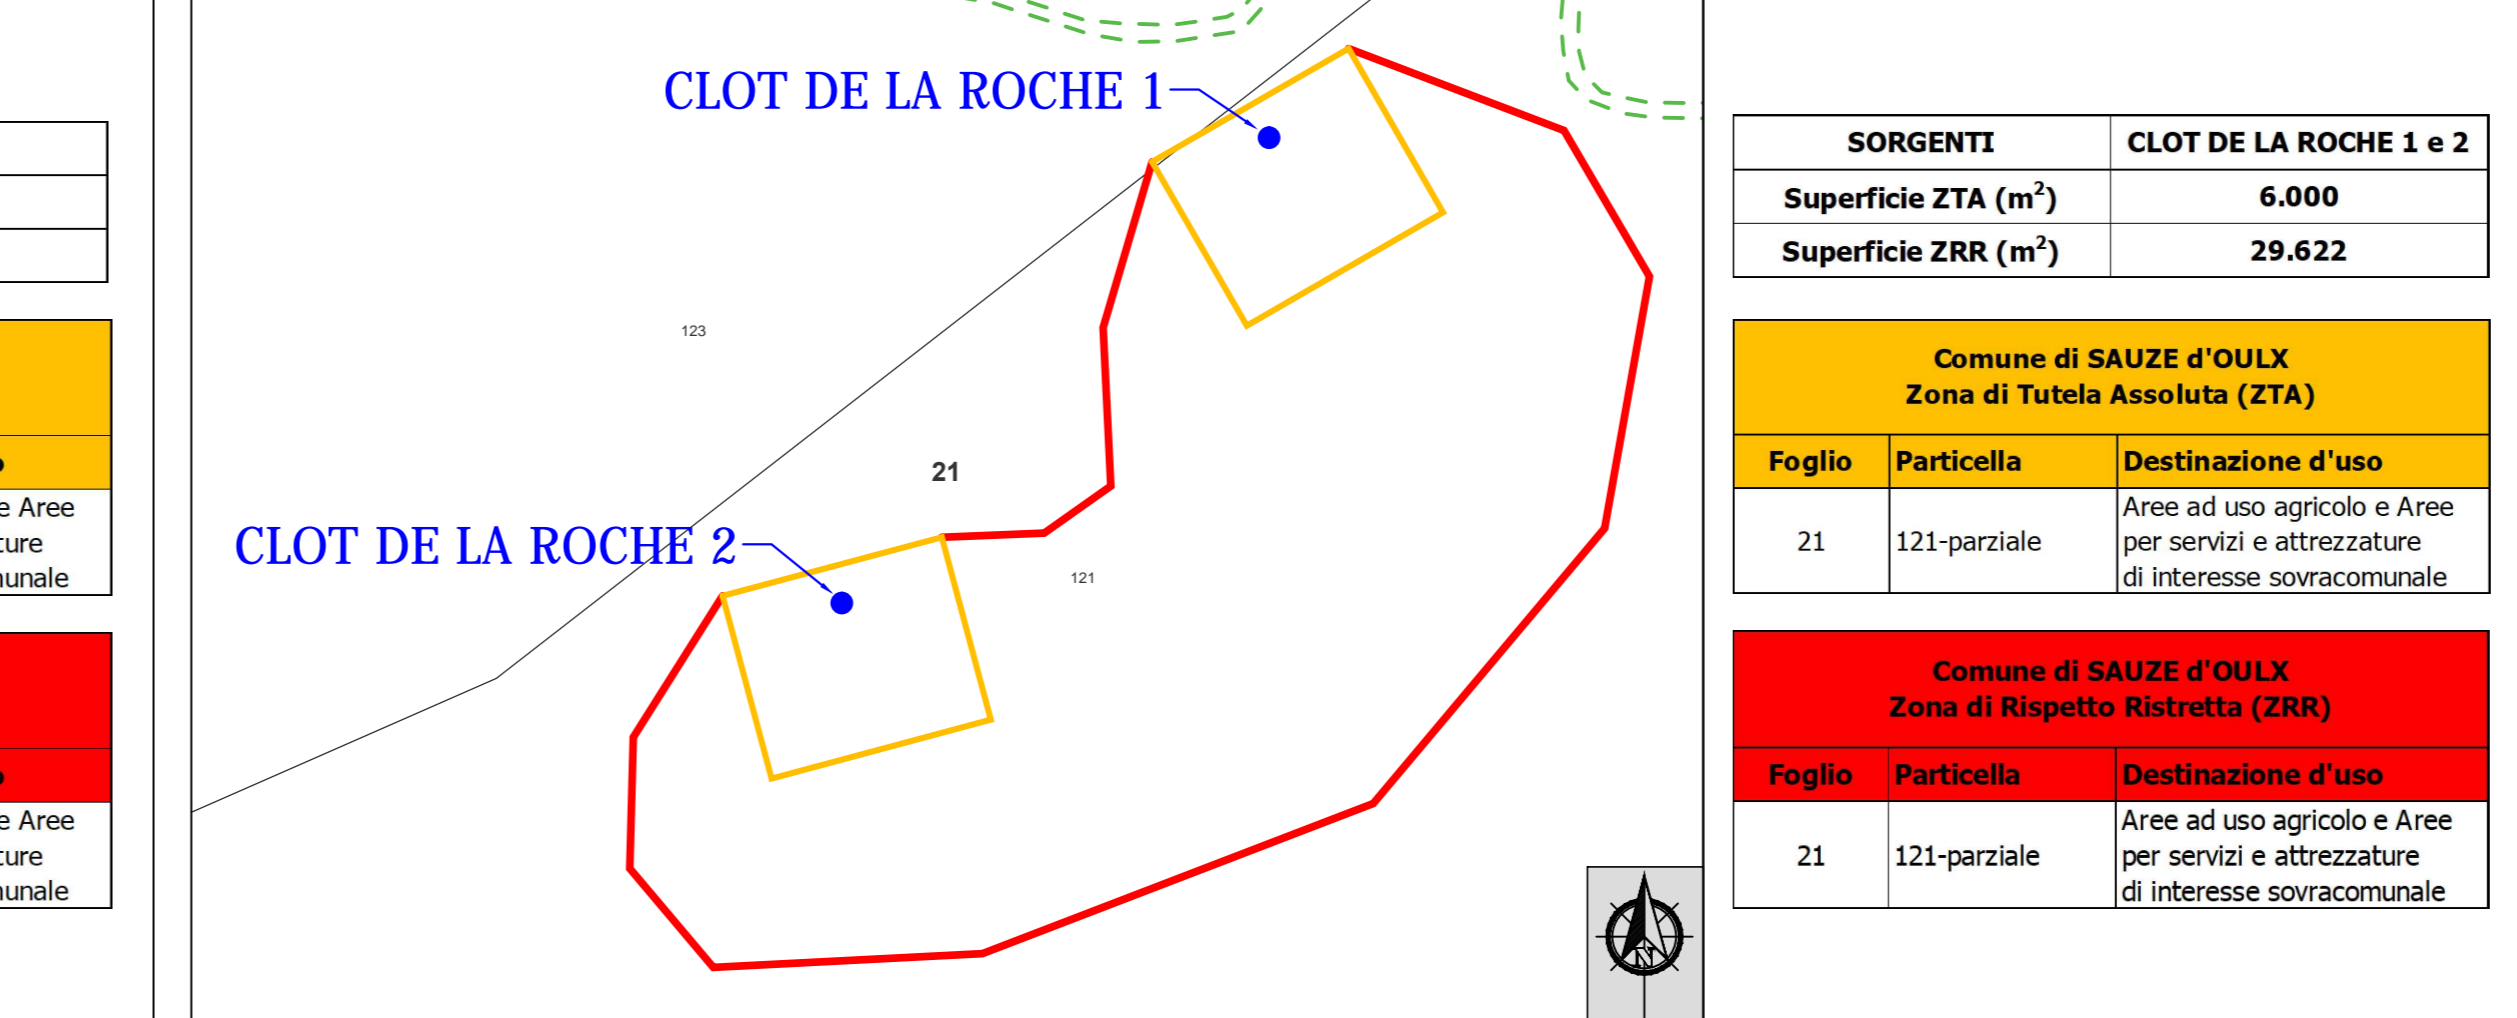 e Aree
ture
e Aree
ture
CLOT DE LA ROCHE 1
123
21
CLOT DE LA ROCHE 2
121
N
SORGENTI CLOT DE LA ROCHE 1 e 2
Superficie ZTA (m²) 6.000
Superficie ZRR (m²) 29.622
Comune di SAUZE d'OULX
Zona di Tutela Assoluta (ZTA)
Foglio Particella Destinazione d'uso
Aree ad uso agricolo e Aree
21 121-parziale per servizi e attrezzature
di interesse sovracomunale
Comune di SAUZE d'OULX
Zona di Rispetto Ristretta (ZRR)
Foglio Particella Destinazione d'uso
Aree ad uso agricolo e Aree
21 121-parziale per servizi e attrezzature
di interesse sovracomunale